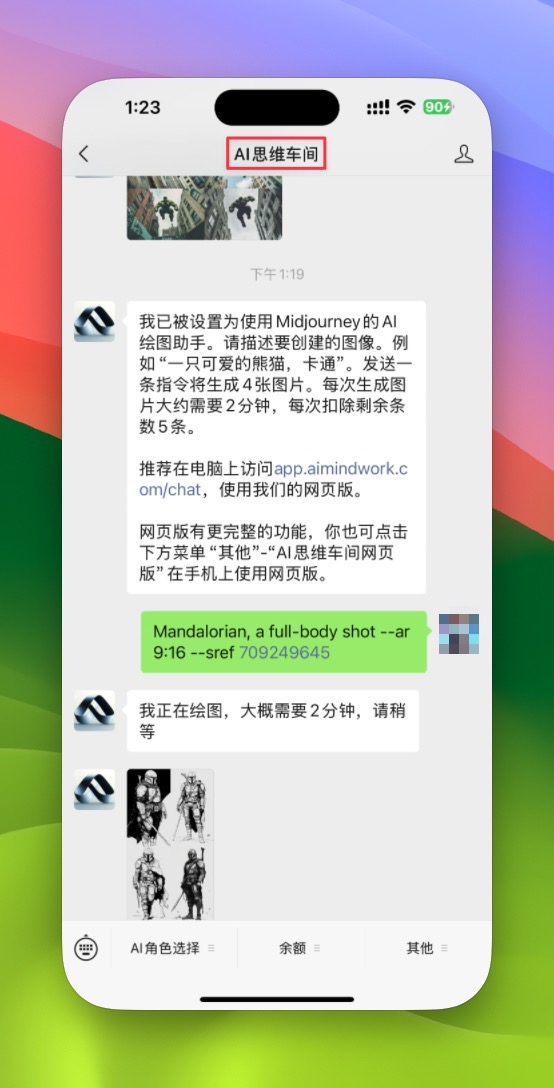 1:23
90
AI思维车间
下午1:19
我已被设置为使用Midjourney的AI
绘图助手。请描述要创建的图像。例
如“一只可爱的熊猫，卡通”。发送一
条指令将生成4张图片。每次生成图
片大约需要2分钟，每次扣除剩余条
数5条。
推荐在电脑上访问app.aimindwork.c
om/chat，使用我们的网页版。
网页版有更完整的功能，你也可点击
下方菜单“其他”-“AI思维车间网页
版”在手机上使用网页版。
Mandalorian, a full-body shot --ar
9:16 --sref 709249645
我正在绘图，大概需要2分钟，请稍
等
AI角色选择
余额
其他